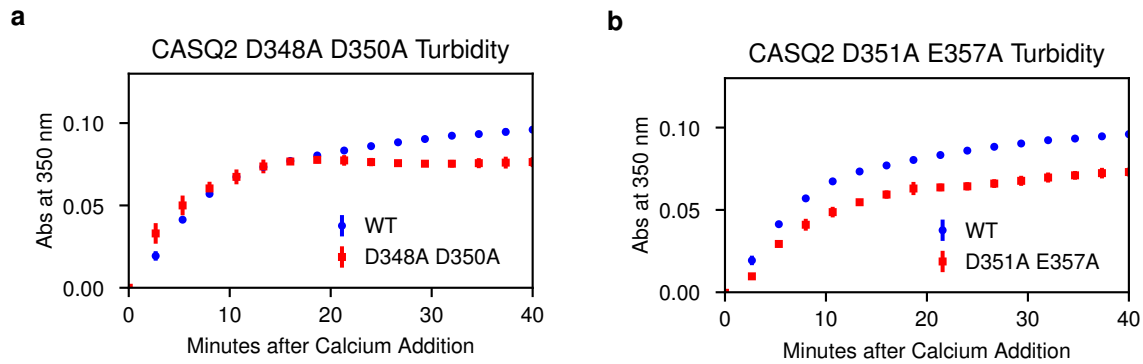 a
CASQ2 D348A D350A Turbidity
Abs at 350 nm
0.10
0.05
0.00
WT
D348A D350A
0
10
20
30
40
Minutes after Calcium Addition
b
CASQ2 D351A E357A Turbidity
Abs at 350 nm
0.10
0.05
0.00
WT
D351A E357A
0
10
20
30
40
Minutes after Calcium Addition